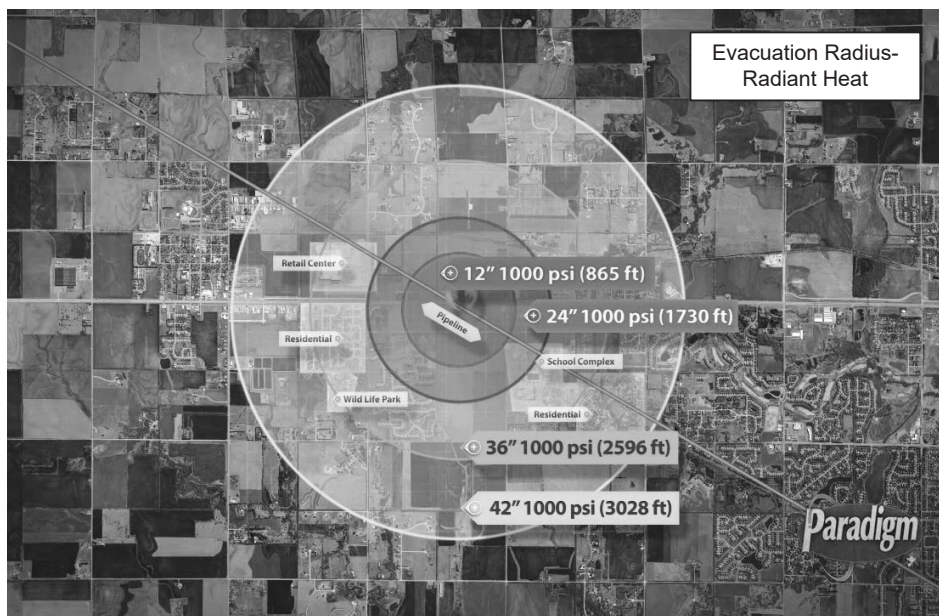 Evacuation Radius-
Radiant Heat
Retail Center
12” 1000 psi (865 ft)
24” 1000 psi (1730 ft)
Pipeline
Residential
School Complex
Wild Life Park
Residential
36” 1000 psi (2596 ft)
42” 1000 psi (3028 ft)
Paradigm